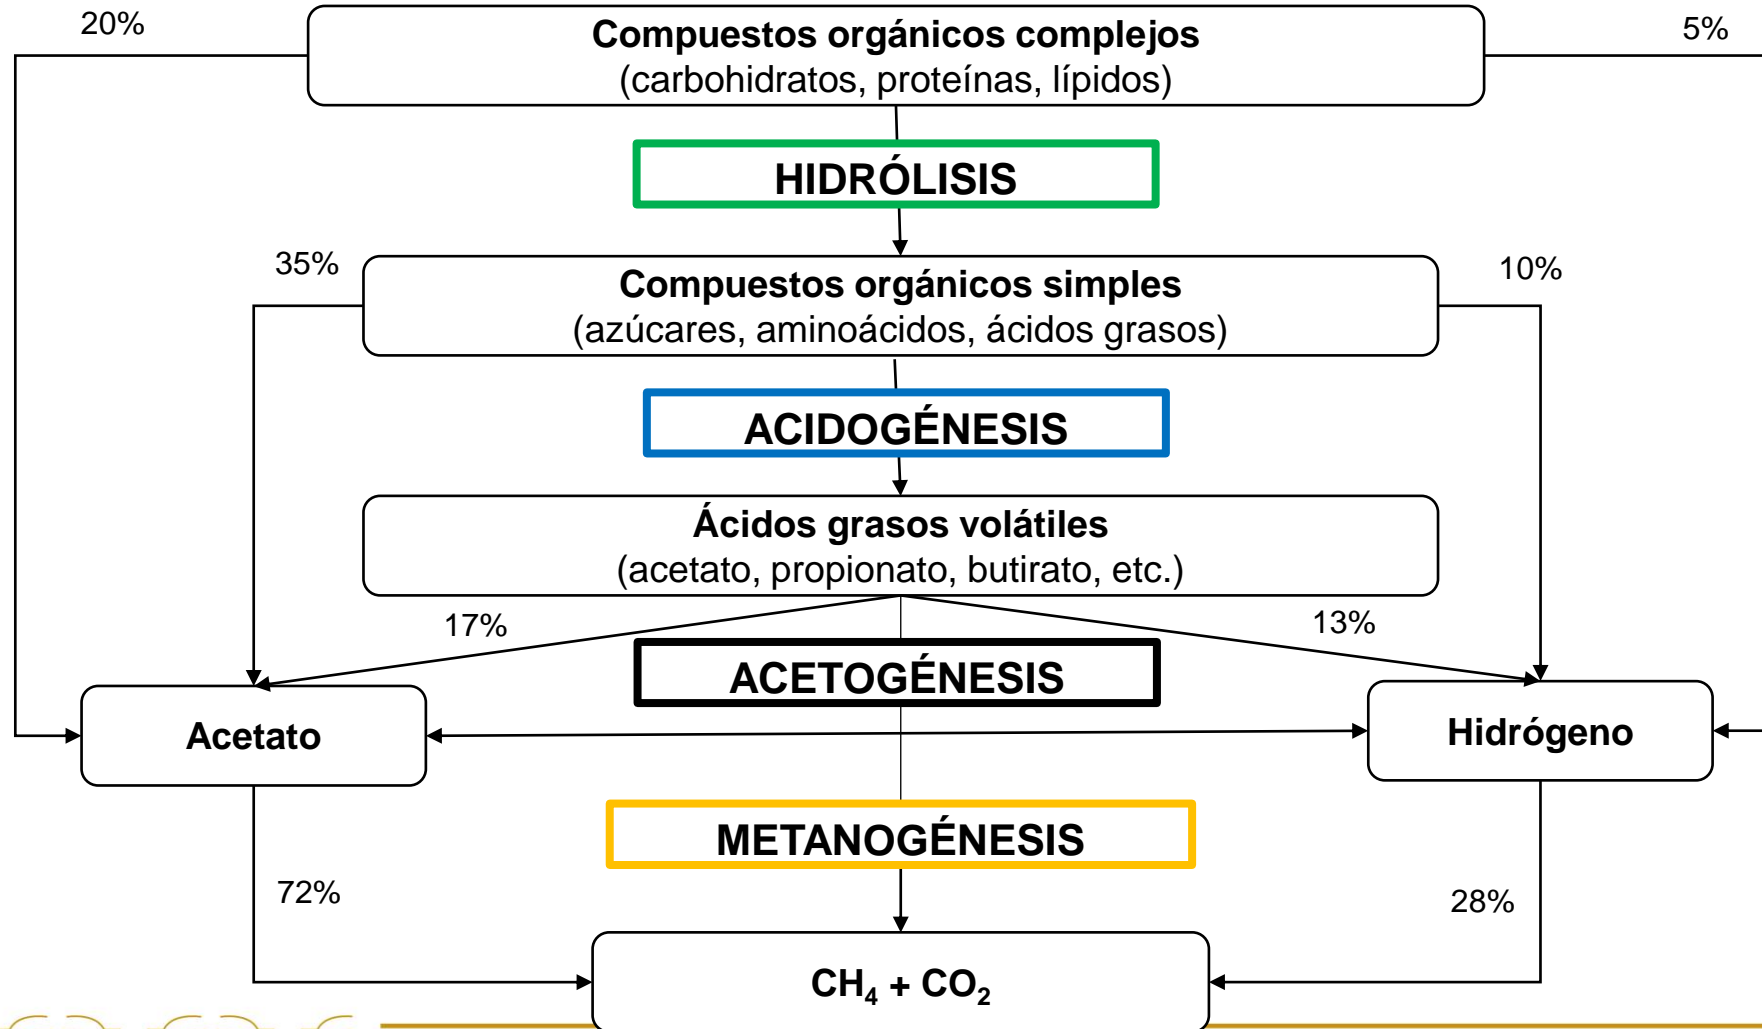 20%
Compuestos orgánicos complejos
5%
(carbohidratos, proteínas, lípidos)
HIDRÓLISIS
35%
Compuestos orgánicos simples
10%
(azúcares, aminoácidos, ácidos grasos)
ACIDOGÉNESIS
Ácidos grasos volátiles
(acetato, propionato, butirato, etc.)
17%
13%
ACETOGÉNESIS
Acetato
Hidrógeno
METANOGÉNESIS
72%
28%
CH₄ + CO₂